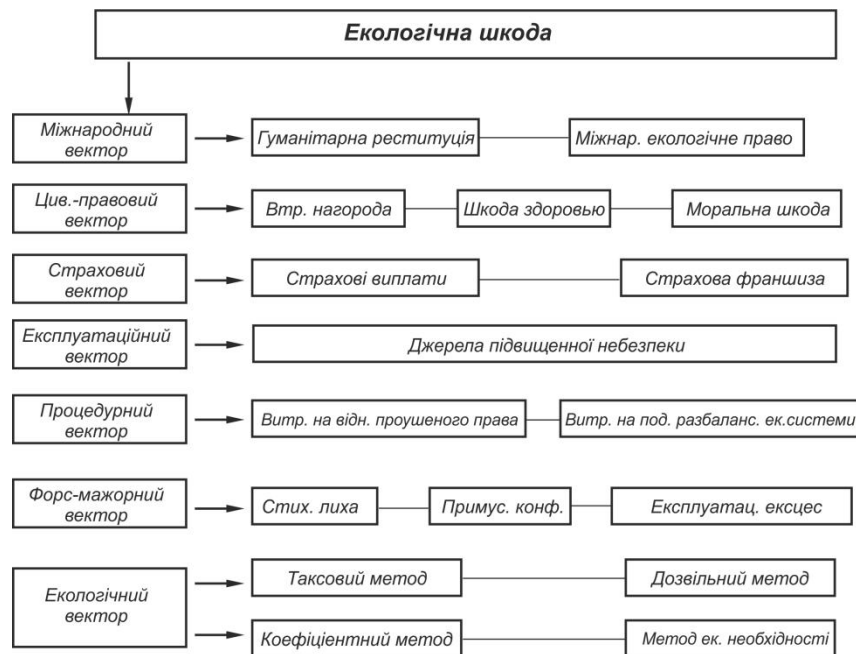 Екологічна шкода
Міжнародний
вектор
Гуманітарна реституція
Міжнар. екологічне право
Цив.-правовий
вектор
Втр. нагорода
Шкода здоровью
Моральна шкода
Страховий
вектор
Страхові виплати
Страхова франшиза
Експлуатаційний
вектор
Джерела підвищенної небезпеки
Процедурний
вектор
Витр. на відн. проушеного права
Витр. на под. разбаланс. ек.системи
Форс-мажорний
вектор
Стих. лиха
Примус. конф.
Експлуатац. ексцес
Екологічний
вектор
Таксовий метод
Дозвільний метод
Коефіціентний метод
Метод ек. необхідності